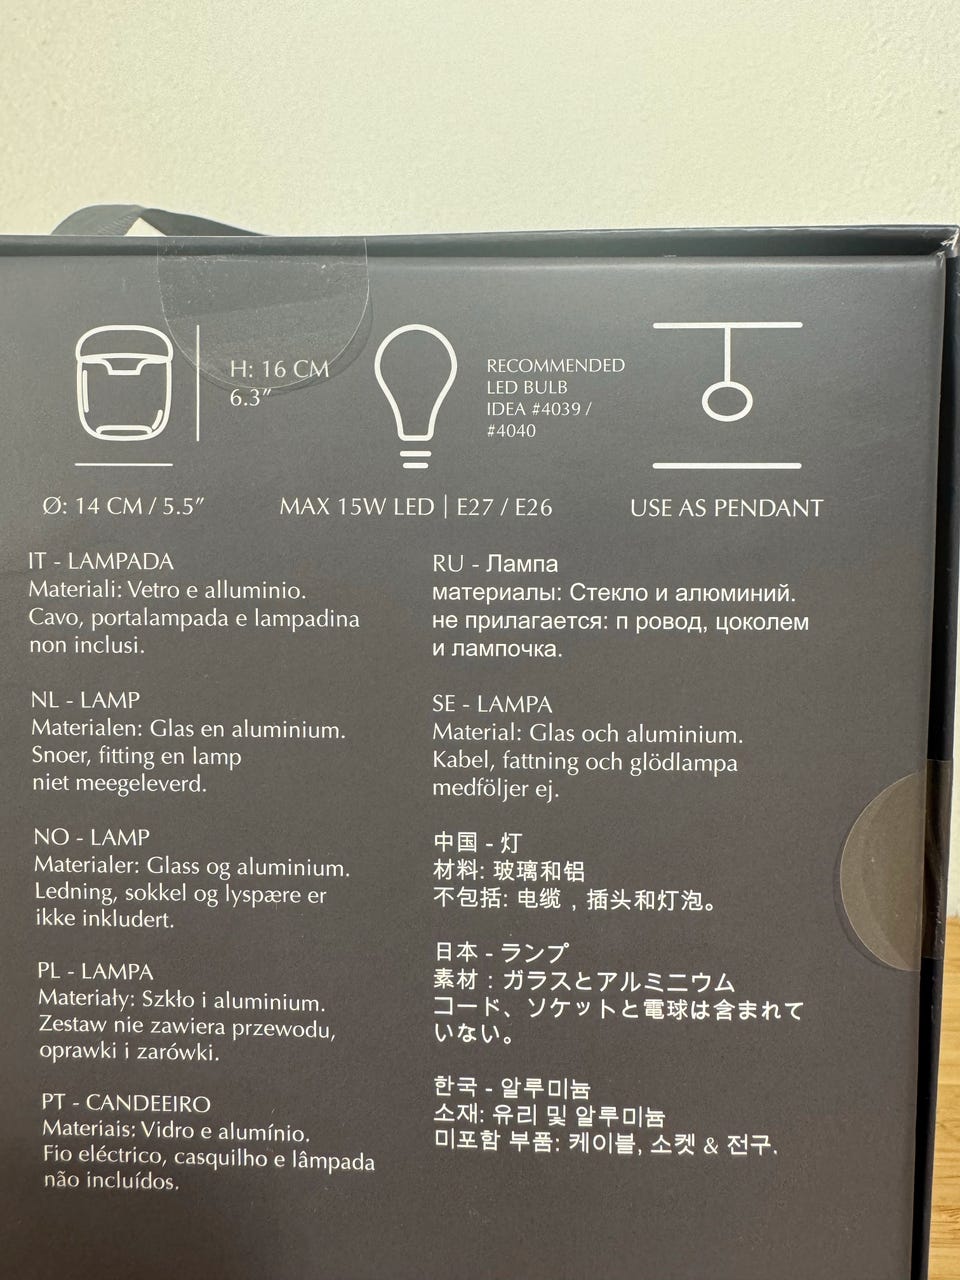 H: 16 CM
6.3″
RECOMMENDED
LED BULB
IDEA #4039 /
#4040
Ø: 14 CM / 5.5″
MAX 15W LED | E27 / E26
USE AS PENDANT
IT - LAMPADA
Materiali: Vetro e alluminio.
Cavo, portalampada e lampadina
non inclusi.
NL - LAMP
Materialen: Glas en aluminium.
Snoer, fitting en lamp
niet meegeleverd.
NO - LAMP
Materialer: Glass og aluminium.
Ledning, sokkel og lyspære er
ikke inkludert.
PL - LAMPA
Materiały: Szkło i aluminium.
Zestaw nie zawiera przewodu,
oprawki i zarówki.
PT - CANDEEIRO
Materiais: Vidro e alumínio.
Fio eléctrico, casquilho e lâmpada
não incluídos.
RU - Лампа
материалы: Стекло и алюминий.
не прилагается: п ровод, цоколем
и лампочка.
SE - LAMPA
Material: Glas och aluminium.
Kabel, fattning och glödlampa
medföljer ej.
中国 - 灯
材料: 玻璃和铝
不包括: 电缆，插头和灯泡。
日本 - ランプ
素材：ガラスとアルミニウム
コード、ソケットと電球は含まれて
いない。
한국 - 알루미늄
소재: 유리 및 알루미늄
미포함 부품: 케이블, 소켓 & 전구.